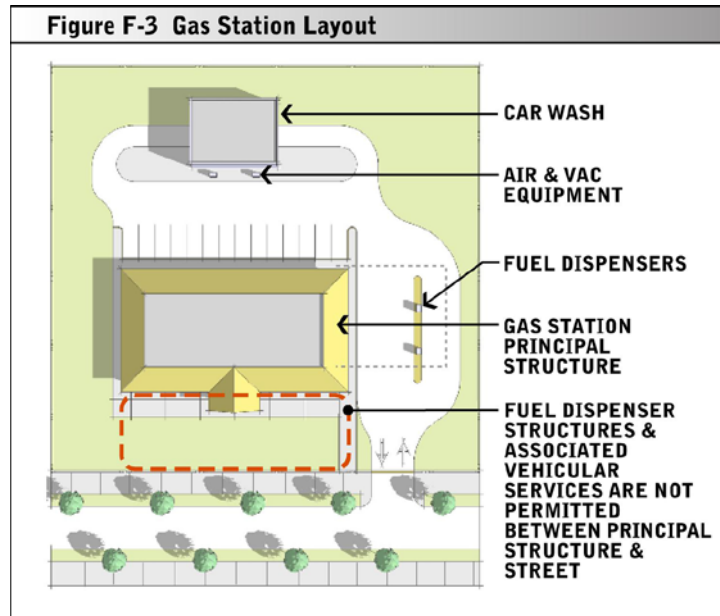 Figure F-3 Gas Station Layout
CAR WASH
AIR & VAC
EQUIPMENT
FUEL DISPENSERS
GAS STATION
PRINCIPAL
STRUCTURE
FUEL DISPENSER
STRUCTURES &
ASSOCIATED
VEHICULAR
SERVICES ARE NOT
PERMITTED
BETWEEN PRINCIPAL
STRUCTURE &
STREET